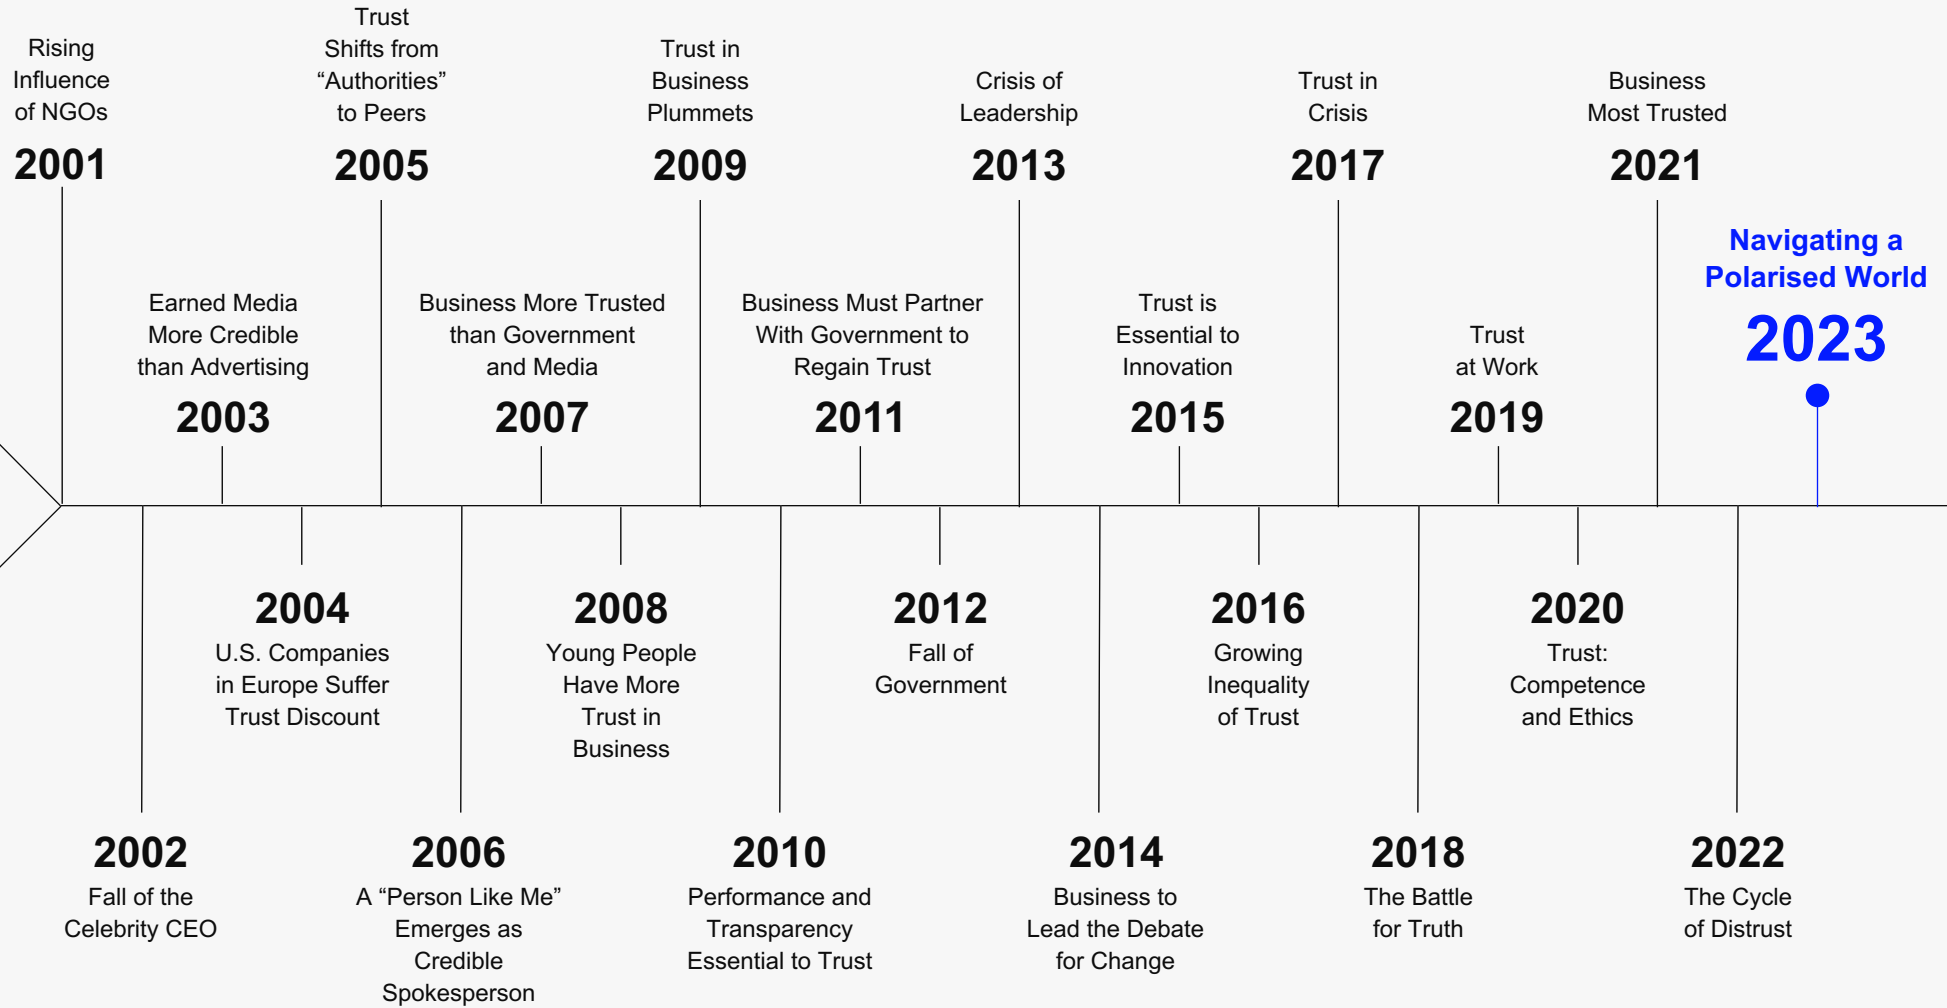 Rising
Influence
of NGOs
2001
Fall of the
Celebrity CEO
2002
Earned Media
More Credible
than Advertising
2003
2004
U.S. Companies
in Europe Suffer
Trust Discount
Trust
Shifts from
“Authorities”
to Peers
2005
2006
A “Person Like Me”
Emerges as
Credible
Spokesperson
Business More Trusted
than Government
and Media
2007
2008
Young People
Have More
Trust in
Business
Trust in
Business
Plummets
2009
2010
Performance and
Transparency
Essential to Trust
Business Must Partner
With Government to
Regain Trust
2011
2012
Fall of
Government
Crisis of
Leadership
2013
2014
Business to
Lead the Debate
for Change
Trust is
Essential to
Innovation
2015
2016
Growing
Inequality
of Trust
Trust in
Crisis
2017
2018
The Battle
for Truth
Trust
at Work
2019
2020
Trust:
Competence
and Ethics
Business
Most Trusted
2021
2022
The Cycle
of Distrust
Navigating a
Polarised World
2023